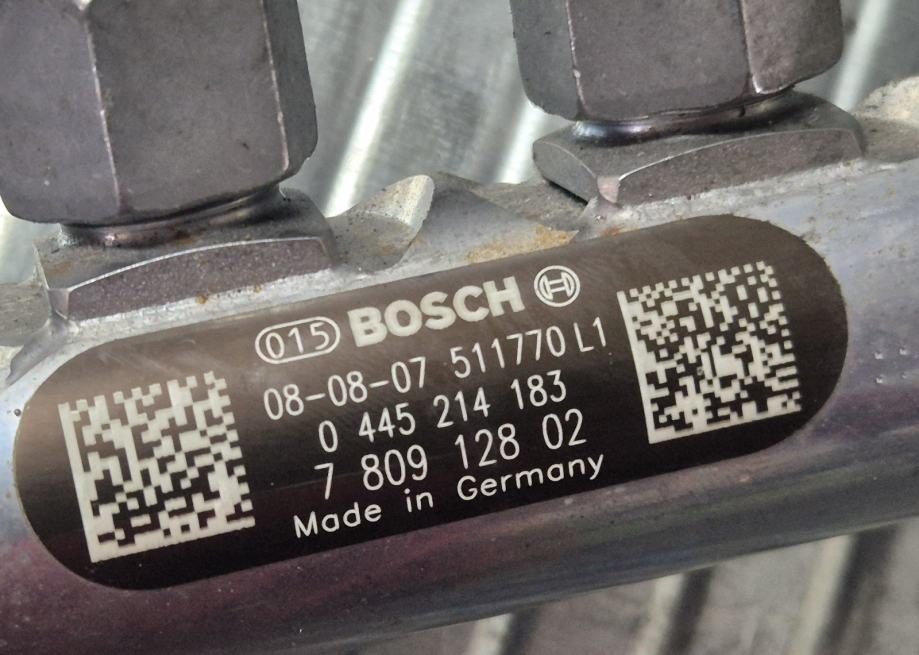 015 BOSCH
08-08-07 511770 L1
0 445 214 183
7 809 128 02
Made in Germany